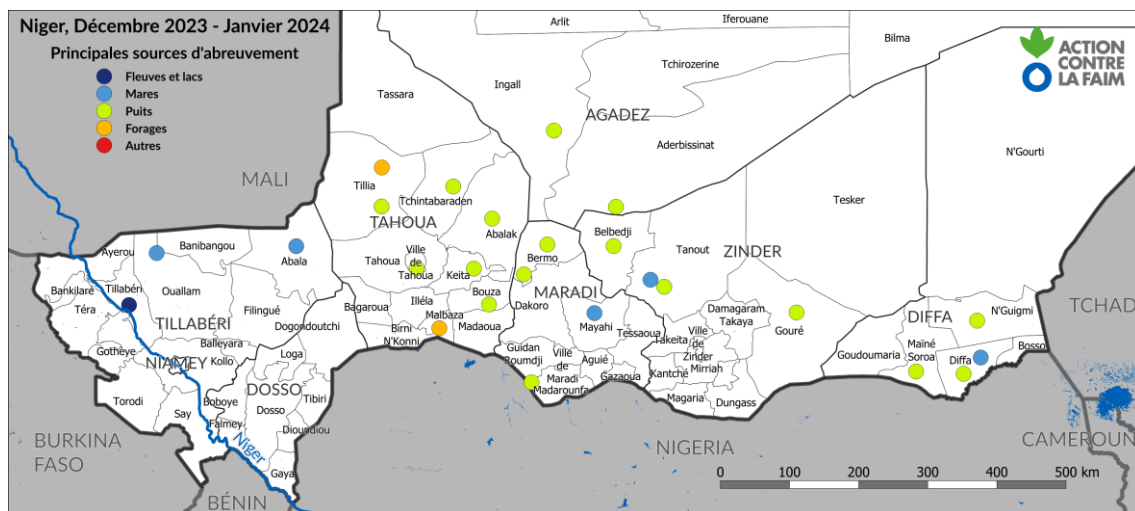 Niger, Décembre 2023 - Janvier 2024
Principales sources d'abreuvement
Fleuves et lacs
Mares
Puits
Forages
Autres
ACTION
CONTRE
LA FAIM
Arlit
Iferouane
Bilma
Tchirozerine
Ingall
Tassara
AGADEZ
Aderbissinat
N'Gourti
MALI
Tillia
Tchintabaraden
Tesker
TAHOUA
Abalak
Belbedji
Tanout
ZINDER
Ayerou
Banibangou
Abala
Bermo
Tahoua
Ville
de
Tahoua
Keita
Bankilaré
Tillabéri
Ouallam
Téra
Filingué
Bagaroua
Illéla
Bouza
Dakoro
MARADI
Malbaza
Birni
N'Konni
Madaoua
Mayahi
Tessaoua
Damagaram
Takaya
Gouré
TILLABÉRI
Dogondoutchi
Balleyara
Gothèye
NIAMEY
Kollo
Loga
Takeita
Ville
de
Zinder
Mirriah
Kantché
Magaria
Dungass
Guidan
Roumdji
Ville
de
Maradi
Madarounfa
Aguié
Gazaoua
DIFFA
N'Guigmi
Goudoumaria
Maïné
Soroa
Diffa
Bosso
TCHAD
Torodi
Say
Boboye
DOSSO
Dosso
Tibiri
Falmey
Dioundiou
Gaya
Niger
BURKINA
FASO
BÉNIN
NIGERIA
CAMEROUN
0 100 200 300 400 500 km